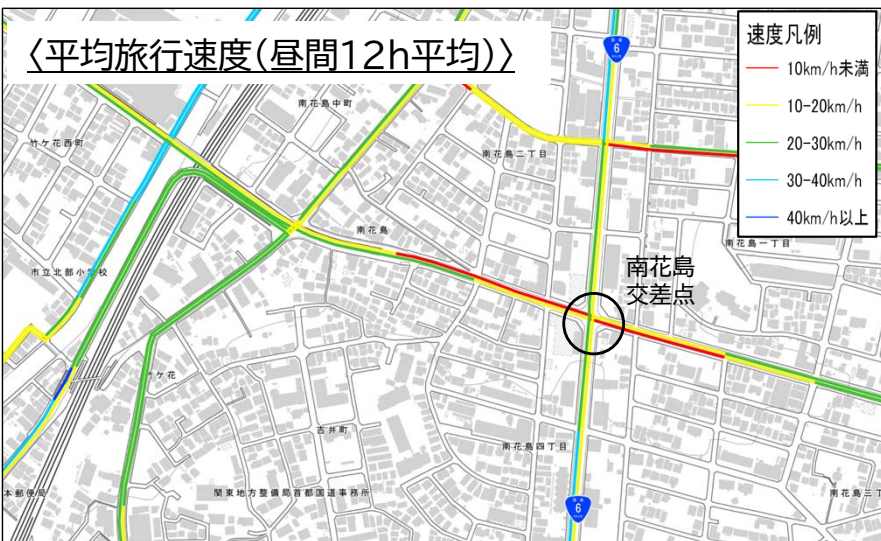 〈平均旅行速度(昼間12h平均)〉
速度凡例
10km/h未満
10-20km/h
20-30km/h
30-40km/h
40km/h以上
6
南花島中町
竹ケ花西町
南花島二丁目
南花島
南花島一丁目
市立北部小学校
南花島
交差点
竹ケ花
吉井町
南花島四丁目
本郵便局
関東地方整備局首都国道事務所
6
南花島三丁